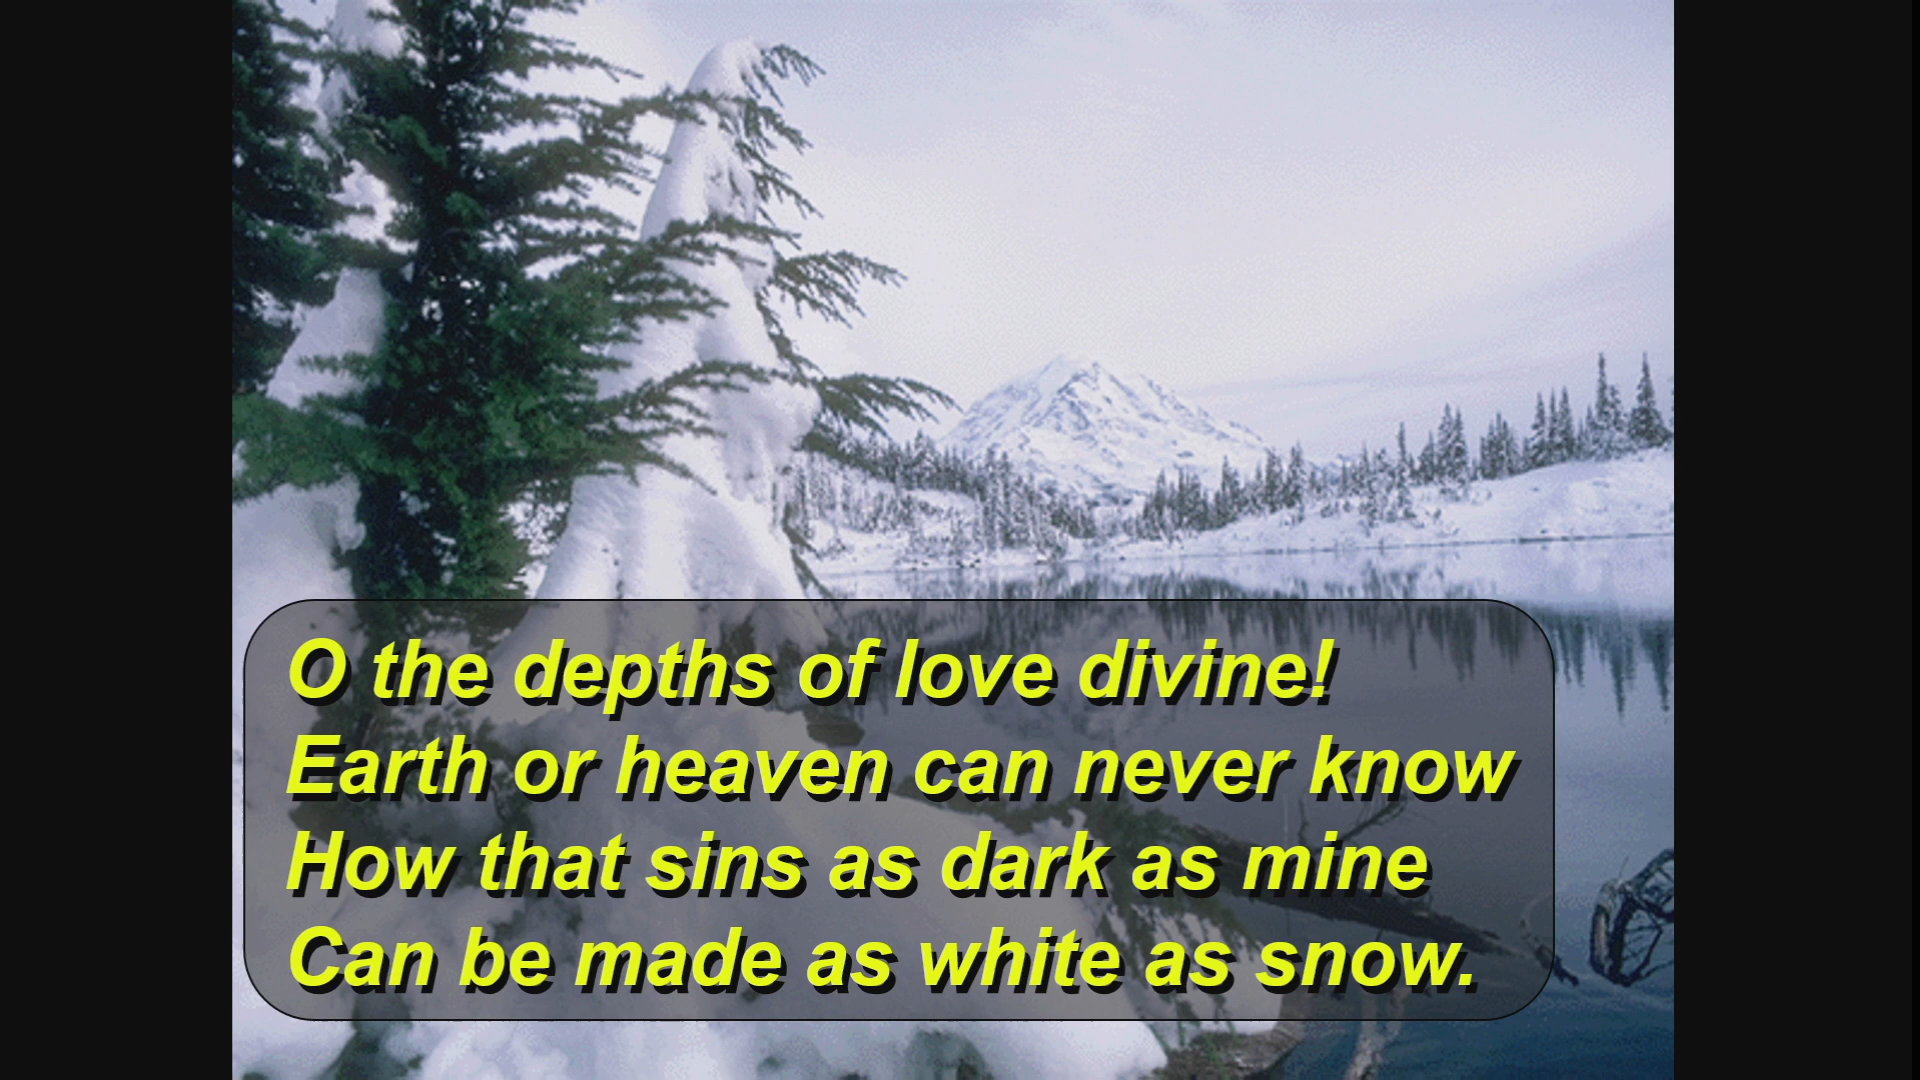 O the depths of love divine!
Earth or heaven can never know
How that sins as dark as mine
Can be made as white as snow.